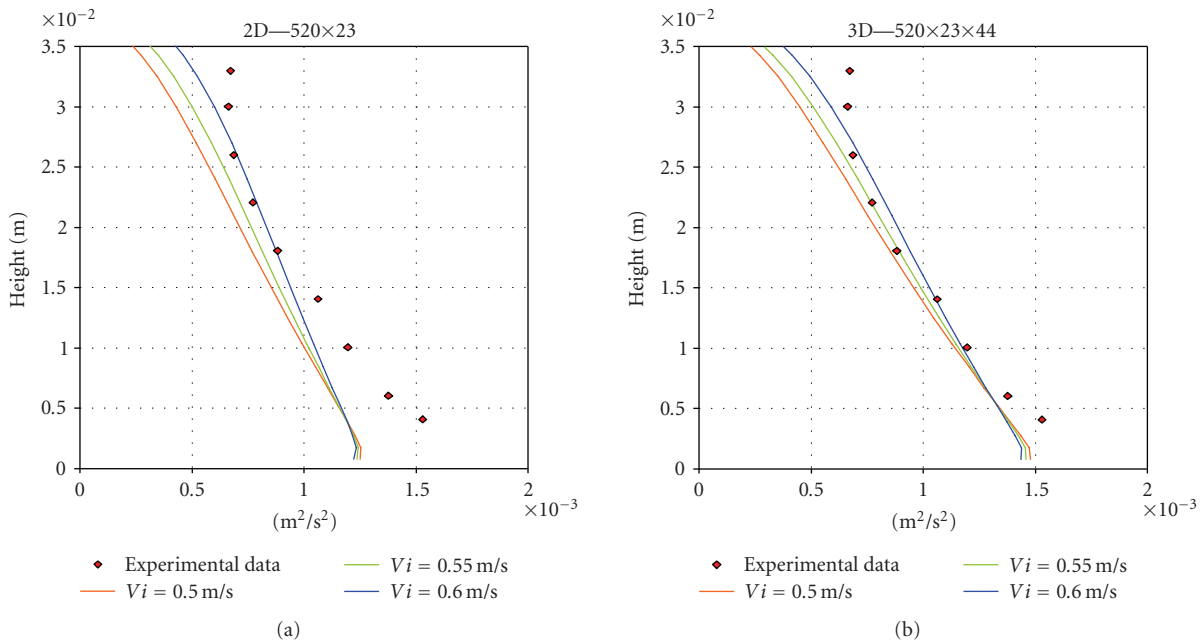 ×10⁻²
2D—520×23
3.5
3
2.5
2
1.5
1
0.5
0
Height (m)
0 0.5 1 1.5 2
×10⁻³
(m²/s²)
Experimental data
Vi = 0.5 m/s
Vi = 0.55 m/s
Vi = 0.6 m/s
(a)
×10⁻²
3D—520×23×44
3.5
3
2.5
2
1.5
1
0.5
0
Height (m)
0 0.5 1 1.5 2
×10⁻³
(m²/s²)
Experimental data
Vi = 0.5 m/s
Vi = 0.55 m/s
Vi = 0.6 m/s
(b)